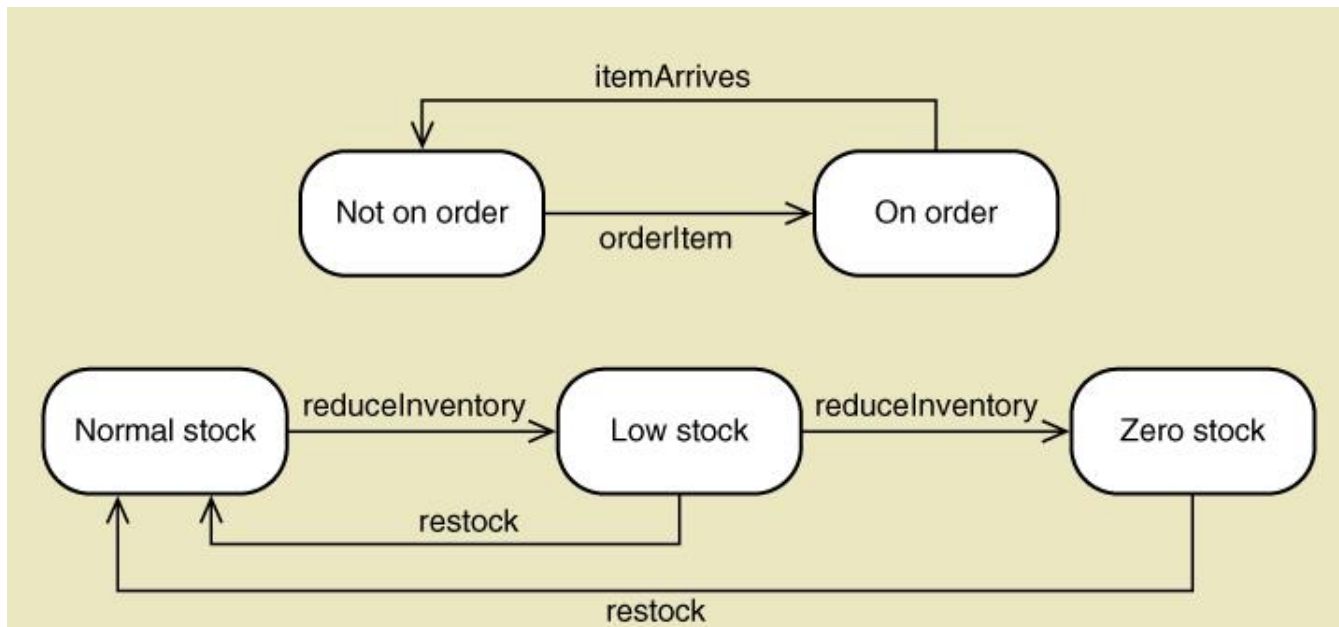 itemArrives
Not on order
On order
orderItem
Normal stock
reduceInventory
Low stock
reduceInventory
Zero stock
restock
restock